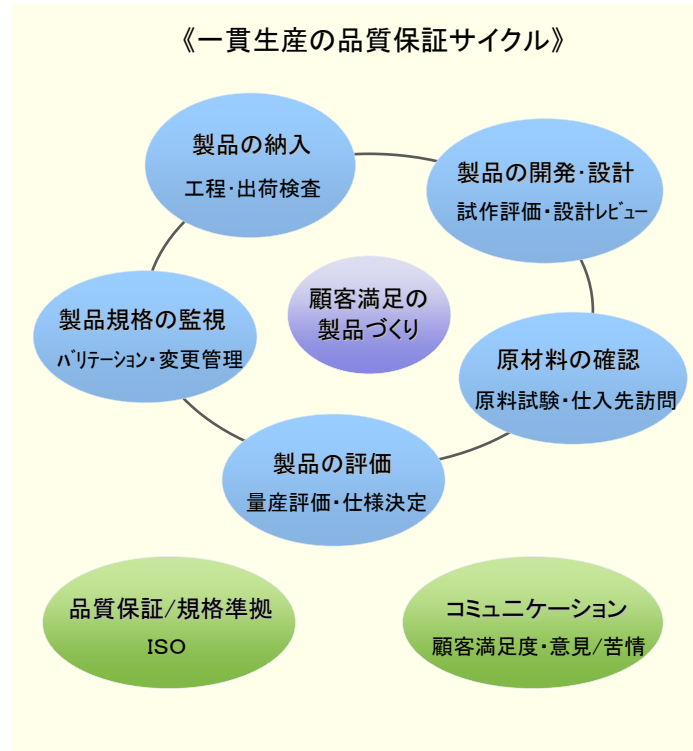 《一貫生産の品質保証サイクル》
製品の納入
工程・出荷検査
製品の開発・設計
試作評価・設計ﾚﾋﾞｭｰ
顧客満足の
製品づくり
製品規格の監視
ﾊﾞﾘﾃｰｼｮﾝ・変更管理
原材料の確認
原料試験・仕入先訪問
製品の評価
量産評価・仕様決定
品質保証/規格準拠
ISO
コミュニケーション
顧客満足度・意見/苦情